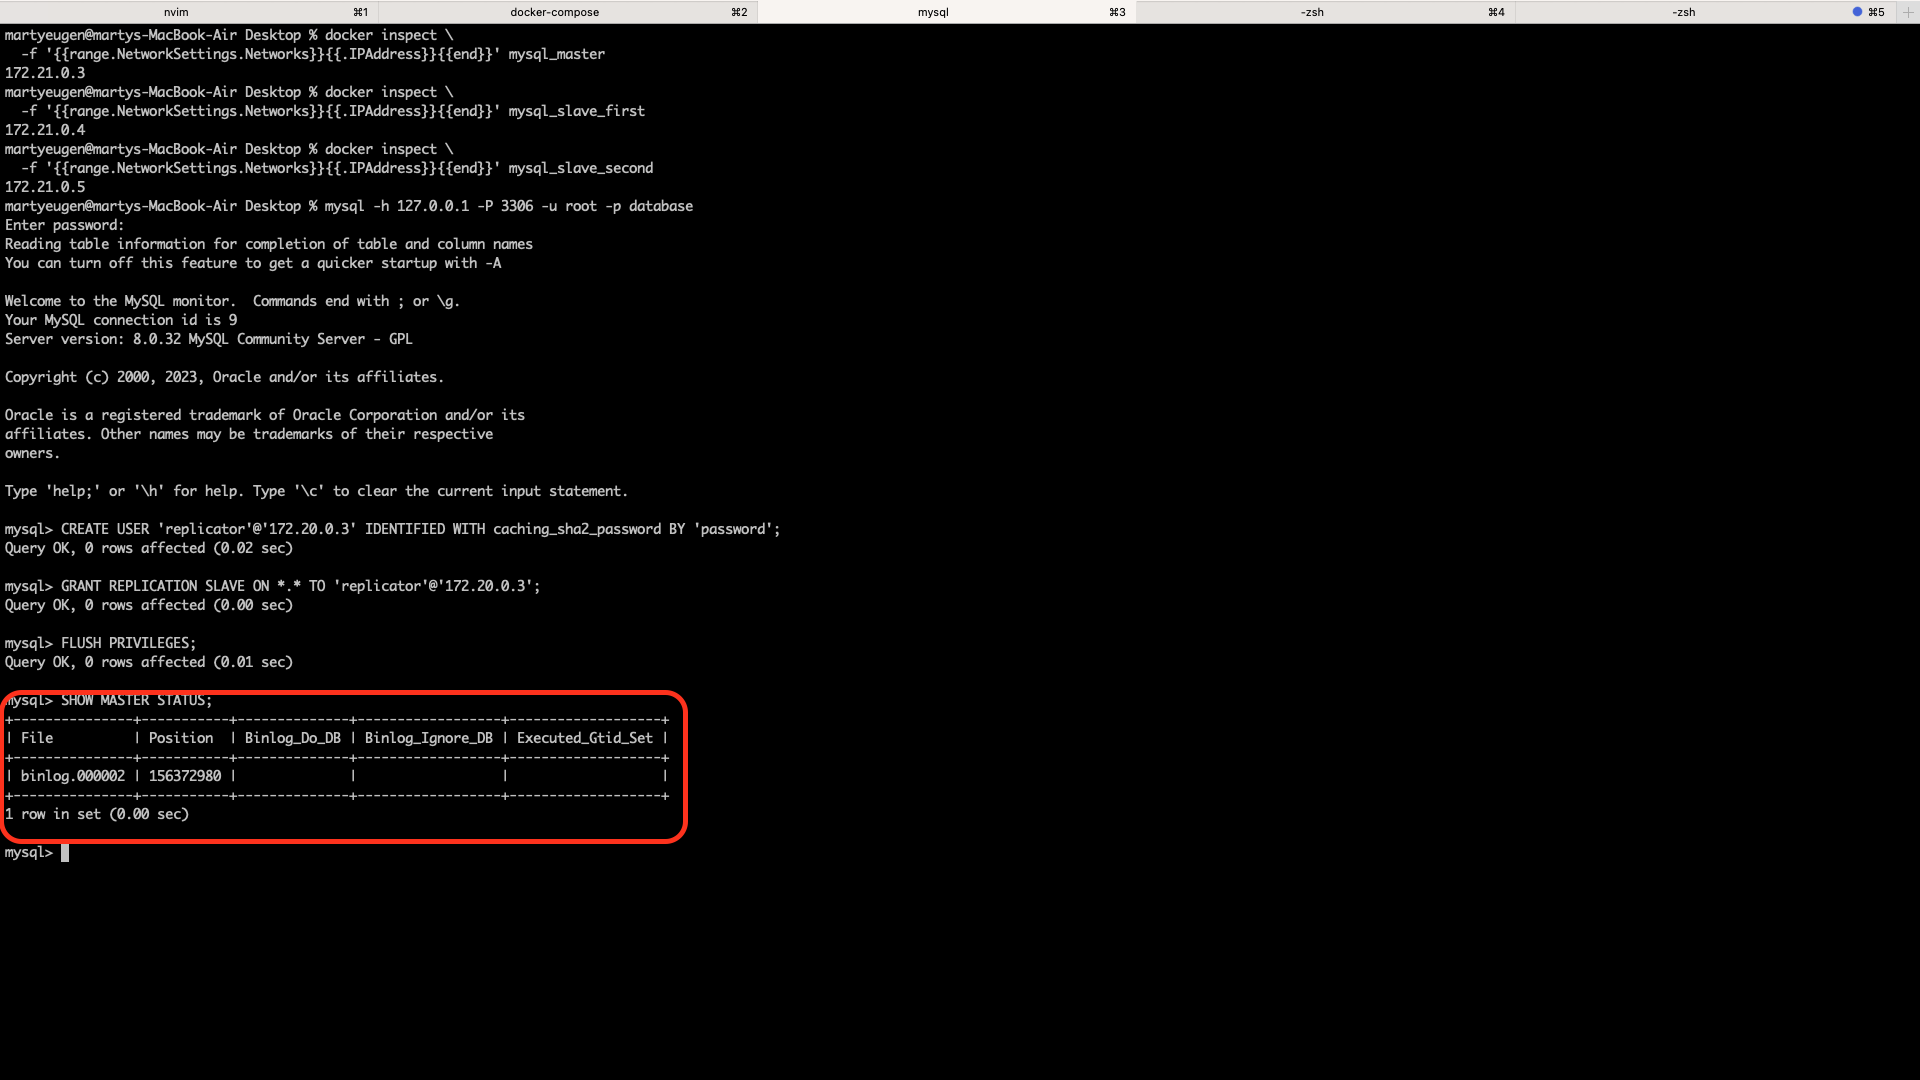 nvim ⌘1 docker-compose ⌘2 mysql ⌘3 -zsh ⌘4 -zsh ⌘5
martyeugen@martys-MacBook-Air Desktop % docker inspect \
  -f '{{range.NetworkSettings.Networks}}{{.IPAddress}}{{end}}' mysql_master
172.21.0.3
martyeugen@martys-MacBook-Air Desktop % docker inspect \
  -f '{{range.NetworkSettings.Networks}}{{.IPAddress}}{{end}}' mysql_slave_first
172.21.0.4
martyeugen@martys-MacBook-Air Desktop % docker inspect \
  -f '{{range.NetworkSettings.Networks}}{{.IPAddress}}{{end}}' mysql_slave_second
172.21.0.5
martyeugen@martys-MacBook-Air Desktop % mysql -h 127.0.0.1 -P 3306 -u root -p database
Enter password:
Reading table information for completion of table and column names
You can turn off this feature to get a quicker startup with -A

Welcome to the MySQL monitor.  Commands end with ; or \g.
Your MySQL connection id is 9
Server version: 8.0.32 MySQL Community Server - GPL

Copyright (c) 2000, 2023, Oracle and/or its affiliates.

Oracle is a registered trademark of Oracle Corporation and/or its
affiliates. Other names may be trademarks of their respective
owners.

Type 'help;' or '\h' for help. Type '\c' to clear the current input statement.

mysql> CREATE USER 'replicator'@'172.20.0.3' IDENTIFIED WITH caching_sha2_password BY 'password';
Query OK, 0 rows affected (0.02 sec)

mysql> GRANT REPLICATION SLAVE ON *.* TO 'replicator'@'172.20.0.3';
Query OK, 0 rows affected (0.00 sec)

mysql> FLUSH PRIVILEGES;
Query OK, 0 rows affected (0.01 sec)

mysql> SHOW MASTER STATUS;
+---------------+-----------+--------------+------------------+-------------------+
| File          | Position  | Binlog_Do_DB | Binlog_Ignore_DB | Executed_Gtid_Set |
+---------------+-----------+--------------+------------------+-------------------+
| binlog.000002 | 156372980 |              |                  |                   |
+---------------+-----------+--------------+------------------+-------------------+
1 row in set (0.00 sec)

mysql>